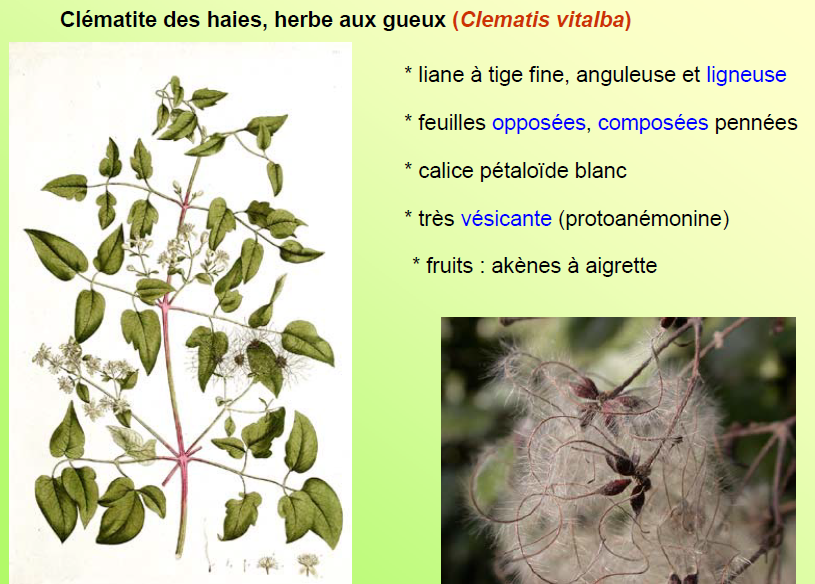 Clématite des haies, herbe aux gueux (Clematis vitalba)
* liane à tige fine, anguleuse et ligneuse
* feuilles opposées, composées pennées
* calice pétaloïde blanc
* très vésicante (protoanémonine)
* fruits : akènes à aigrette